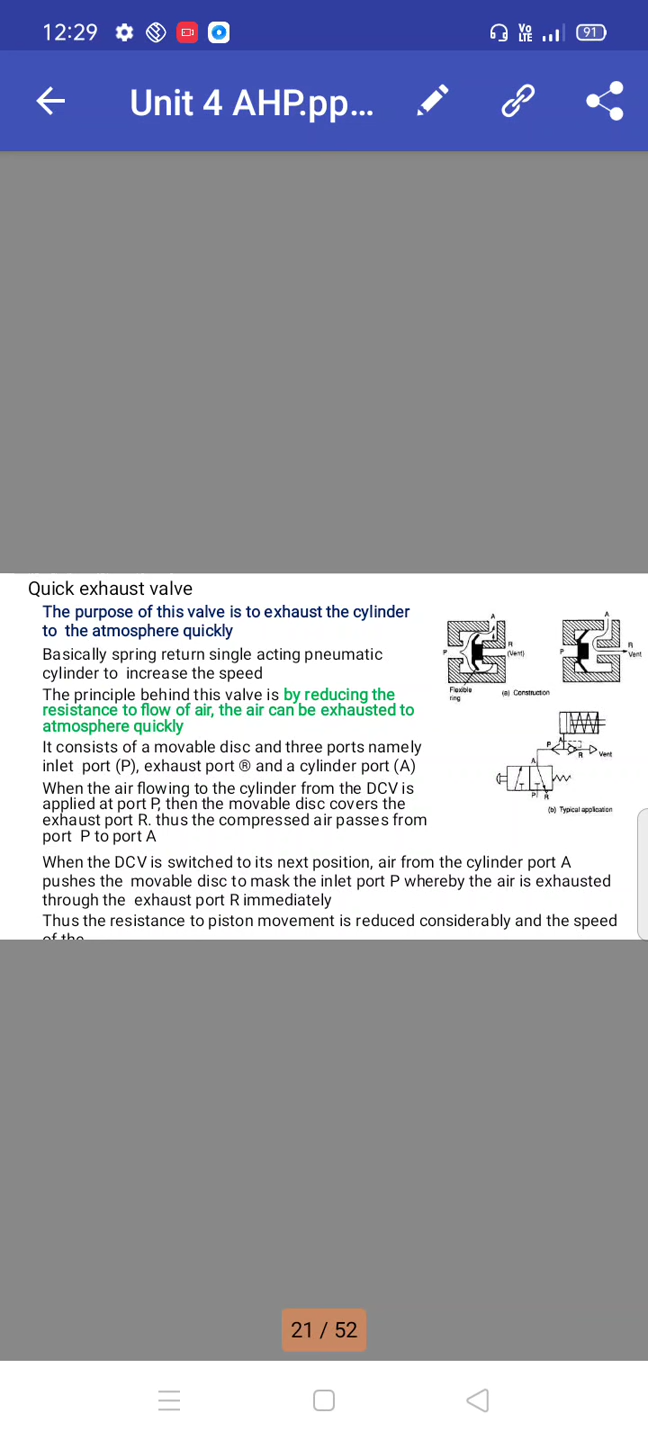 12:29
Vo LTE
91
Unit 4 AHP.pp...
Quick exhaust valve
The purpose of this valve is to exhaust the cylinder
to the atmosphere quickly
Basically spring return single acting pneumatic
cylinder to increase the speed
The principle behind this valve is by reducing the
resistance to flow of air, the air can be exhausted to
atmosphere quickly
It consists of a movable disc and three ports namely
inlet port (P), exhaust port ® and a cylinder port (A)
When the air flowing to the cylinder from the DCV is
applied at port P, then the movable disc covers the
exhaust port R. thus the compressed air passes from
port P to port A
When the DCV is switched to its next position, air from the cylinder port A
pushes the movable disc to mask the inlet port P whereby the air is exhausted
through the exhaust port R immediately
Thus the resistance to piston movement is reduced considerably and the speed
of the
A
P
R
(Vent)
Flexible
ring
(a) Construction
A
P
R
Vent
P
A
R
Vent
A
P
R
(b) Typical application
21 / 52